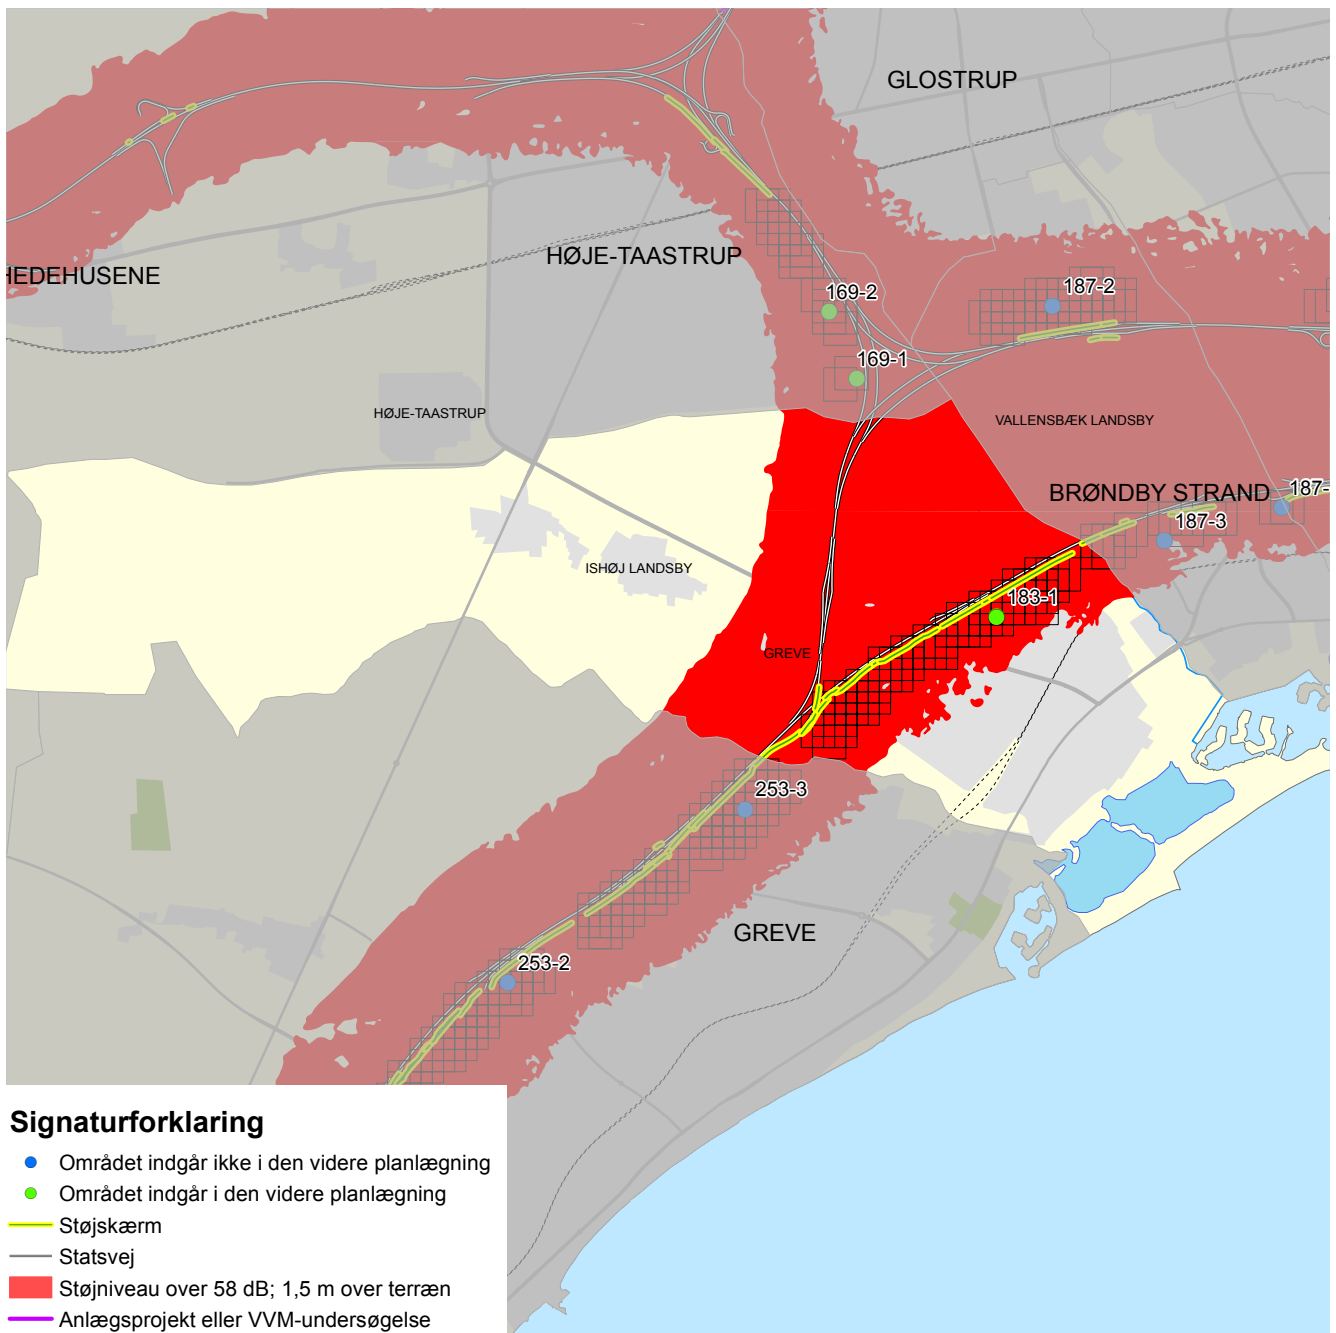 GLOSTRUP
HØJE-TAASTRUP
HEDEHUSENE
187-2
169-2
169-1
HØJE-TAASTRUP
VALLENSBÆK LANDSBY
BRØNDBY STRAND
187-
187-3
ISHØJ LANDSBY
183-1
GREVE
253-3
GREVE
253-2
Signaturforklaring
Området indgår ikke i den videre planlægning
Området indgår i den videre planlægning
Støjskærm
Statsvej
Støjniveau over 58 dB; 1,5 m over terræn
Anlægsprojekt eller VVM-undersøgelse